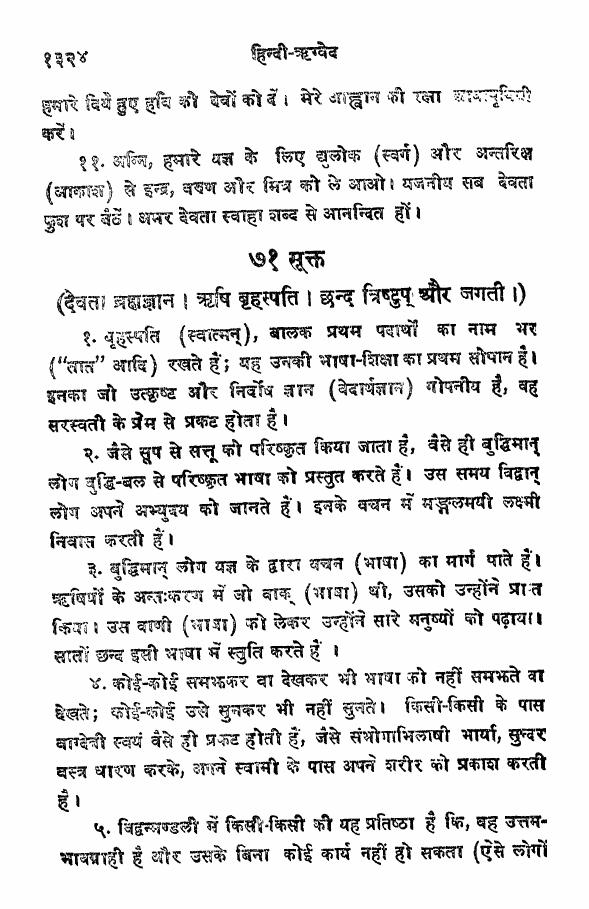 १३२४
हिन्दी-ऋग्वेद
हमारे दिये हुए हवि को देवों को दें। मेरे आह्वान की रक्षा द्यावापृथिवी
करें।
११. अग्नि, हमारे यज्ञ के लिए द्युलोक (स्वर्ग) और अन्तरिक्ष
(आकाश) से इन्द्र, वरुण और मित्र को ले आओ। यजनीय सब देवता
कुश पर बैठें। अमर देवता स्वाहा शब्द से आनन्दित हों।
७१ सूक्त
(देवता ब्रह्मज्ञान। ऋषि बृहस्पति। छन्द त्रिष्टुप् और जगती।)
१. बृहस्पति (स्वात्मन्), बालक प्रथम पदार्थों का नाम भर
("तात" आदि) रखते हैं; यह उनकी भाषा-शिक्षा का प्रथम सोपान है।
इनका जो उत्कृष्ट और निर्दोष ज्ञान (वेदार्थज्ञान) गोपनीय है, वह
सरस्वती के प्रेम से प्रकट होता है।
२. जैसे सूप से सत्तू को परिष्कृत किया जाता है, वैसे ही बुद्धिमान्
लोग बुद्धि-बल से परिष्कृत भाषा को प्रस्तुत करते हैं। उस समय विद्वान्
लोग अपने अभ्युदय को जानते हैं। इनके वचन में मङ्गलमयी लक्ष्मी
निवास करती हैं।
३. बुद्धिमान् लोग यज्ञ के द्वारा वचन (भाषा) का मार्ग पाते हैं।
ऋषियों के अन्तःकरण में जो वाक् (भाषा) थी, उसको उन्होंने प्राप्त
किया। उस वाणी (भाषा) को लेकर उन्होंने सारे मनुष्यों को पढ़ाया।
सातों छन्द इसी भाषा में स्तुति करते हैं ।
४. कोई-कोई समझकर वा देखकर भी भाषा को नहीं समझते वा
देखते; कोई-कोई उसे सुनकर भी नहीं सुनते। किसी-किसी के पास
वाग्देवी स्वयं वैसे ही प्रकट होती हैं, जैसे संभोगाभिलाषी भार्या, सुन्दर
वस्त्र धारण करके, अपने स्वामी के पास अपने शरीर को प्रकाश करती
है।
५. विद्वन्मण्डली में किसी-किसी की यह प्रतिष्ठा है कि, वह उत्तम-
भावग्राही है और उसके बिना कोई कार्य नहीं हो सकता (ऐसे लोगों